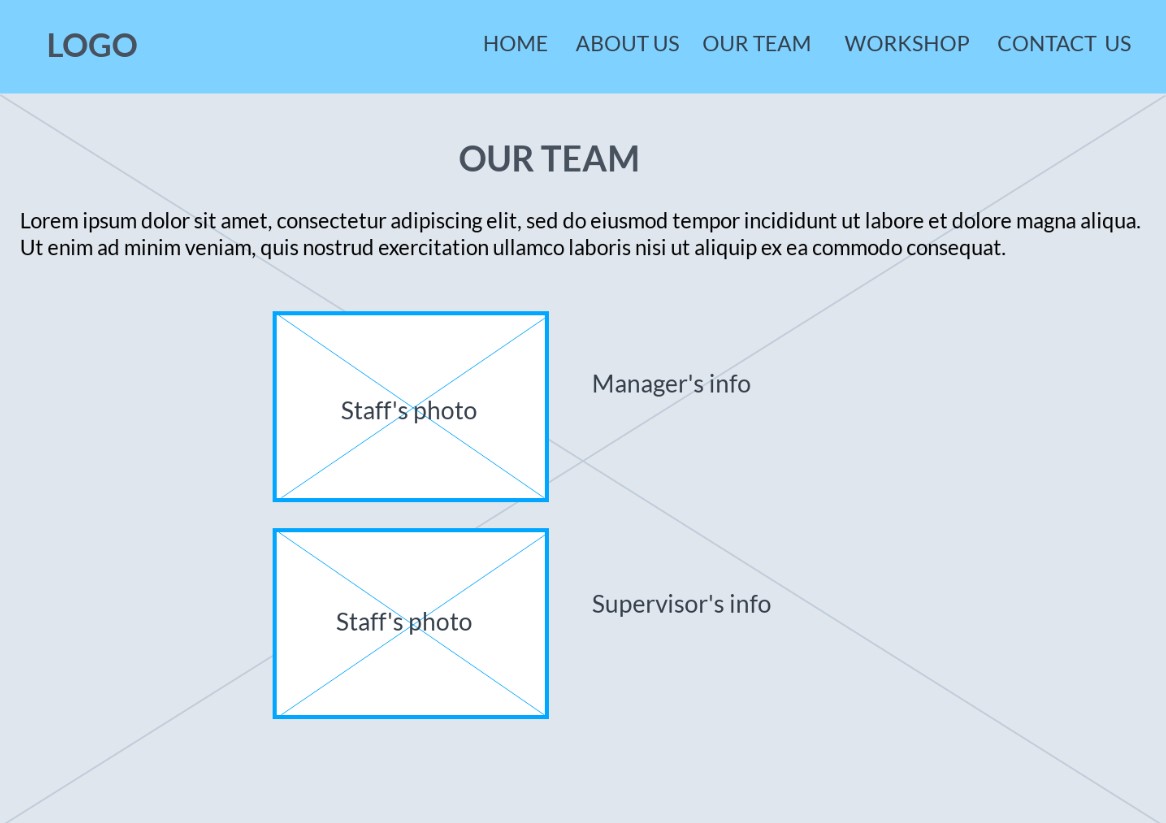 LOGO
HOME ABOUT US OUR TEAM WORKSHOP CONTACT US
OUR TEAM
Lorem ipsum dolor sit amet, consectetur adipiscing elit, sed do eiusmod tempor incididunt ut labore et dolore magna aliqua.
Ut enim ad minim veniam, quis nostrud exercitation ullamco laboris nisi ut aliquip ex ea commodo consequat.
Staff's photo
Manager's info
Staff's photo
Supervisor's info